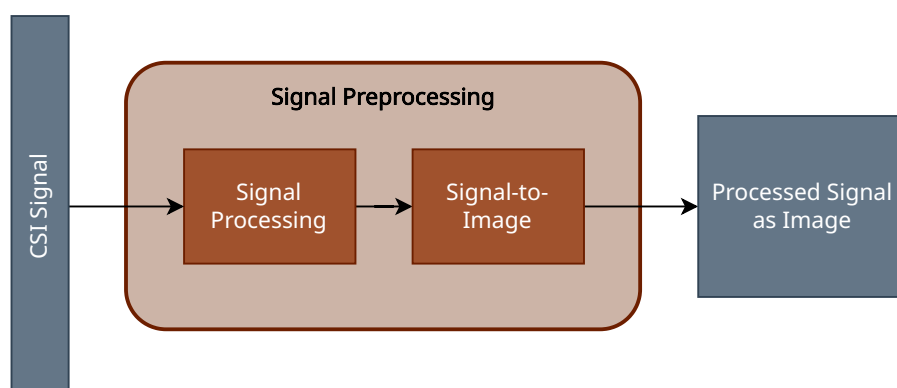 CSI Signal
Signal Preprocessing
Signal
Processing
Signal-to-
Image
Processed Signal
as Image